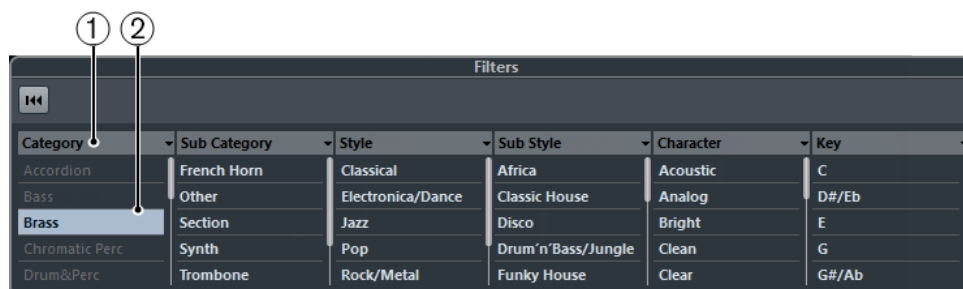 1 2
Filters
Category Sub Category Style Sub Style Character Key
Accordion French Horn Classical Africa Acoustic C
Bass Other Electronica/Dance Classic House Analog D#/Eb
Brass Section Jazz Disco Bright E
Chromatic Perc Synth Pop Drum´n´Bass/Jungle Clean G
Drum&Perc Trombone Rock/Metal Funky House Clear G#/Ab